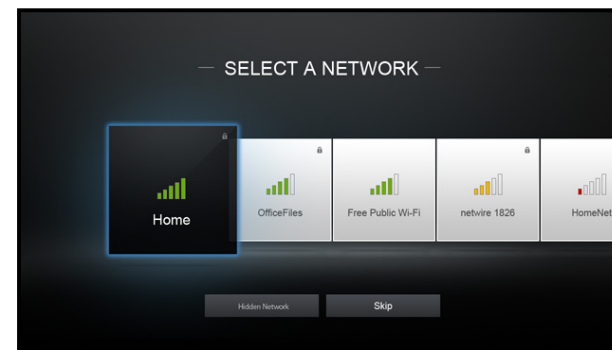 SELECT A NETWORK
Home
OfficeFiles
Free Public Wi-Fi
netwire 1826
HomeNet
Hidden Network
Skip